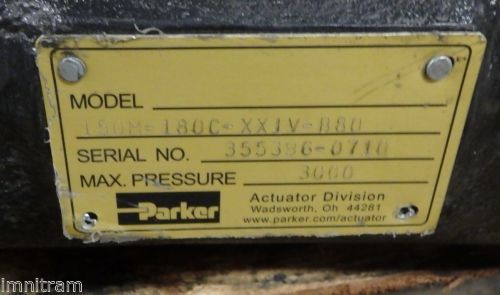 MODEL
150M-180C-XX1V-B80
SERIAL NO. 355396-0710
MAX. PRESSURE 3000
Parker
Actuator Division
Wadsworth, Oh 44281
www.parker.com/actuator
imnitram